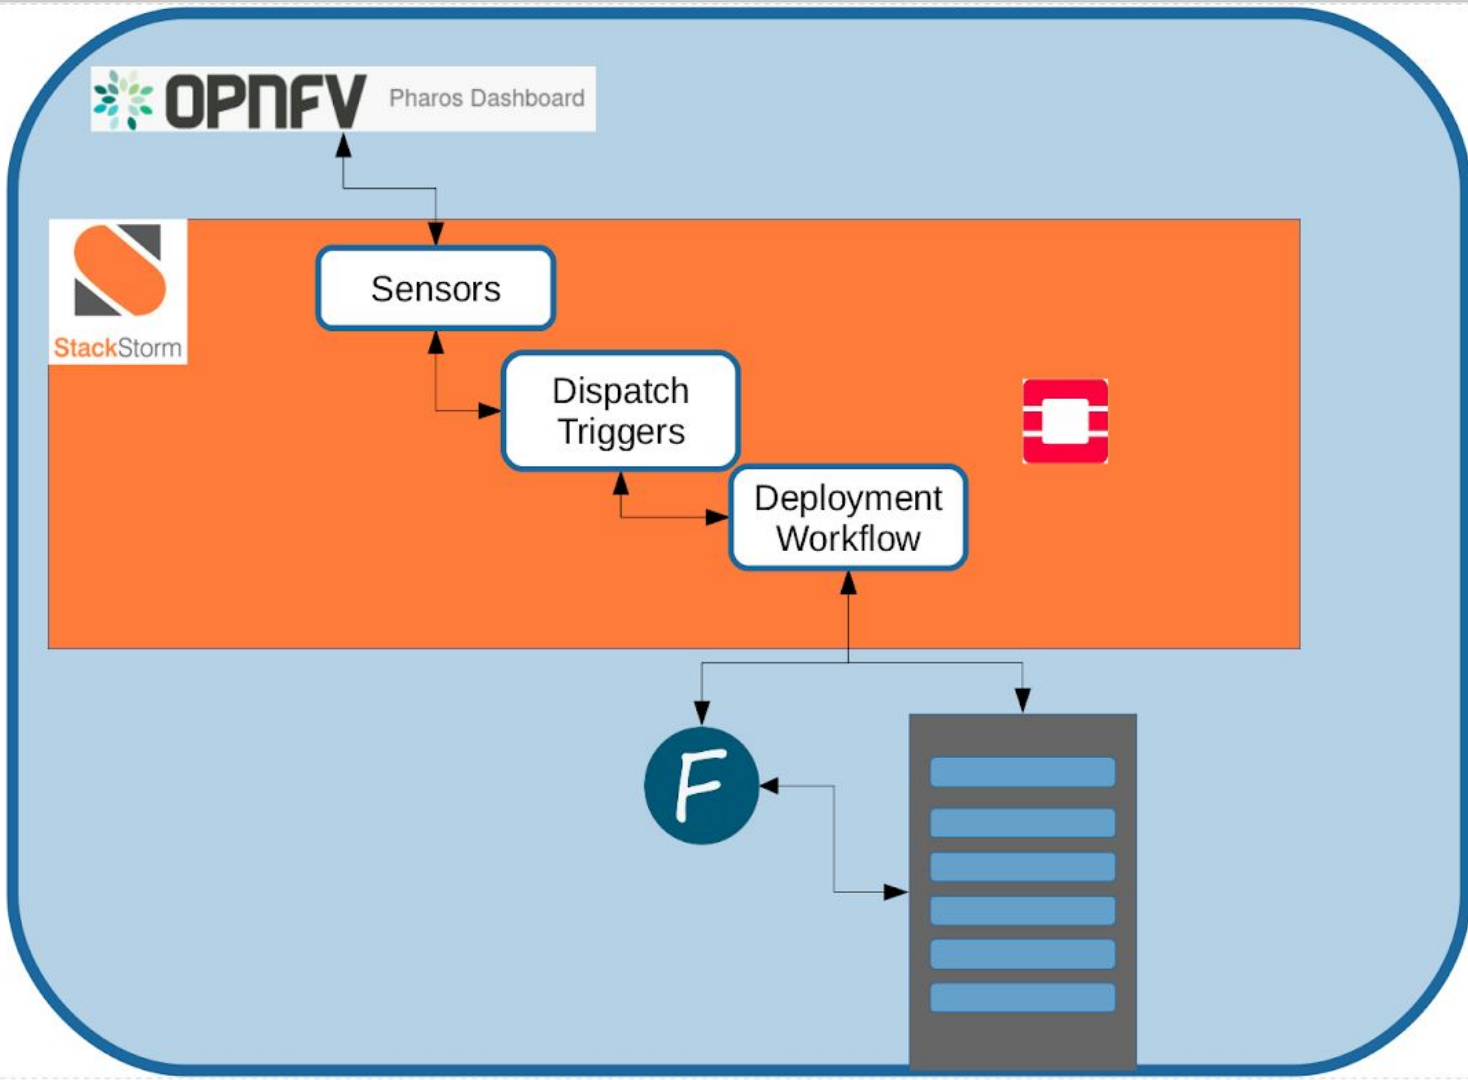 OPNFV Pharos Dashboard
StackStorm
Sensors
Dispatch
Triggers
Deployment
Workflow
F